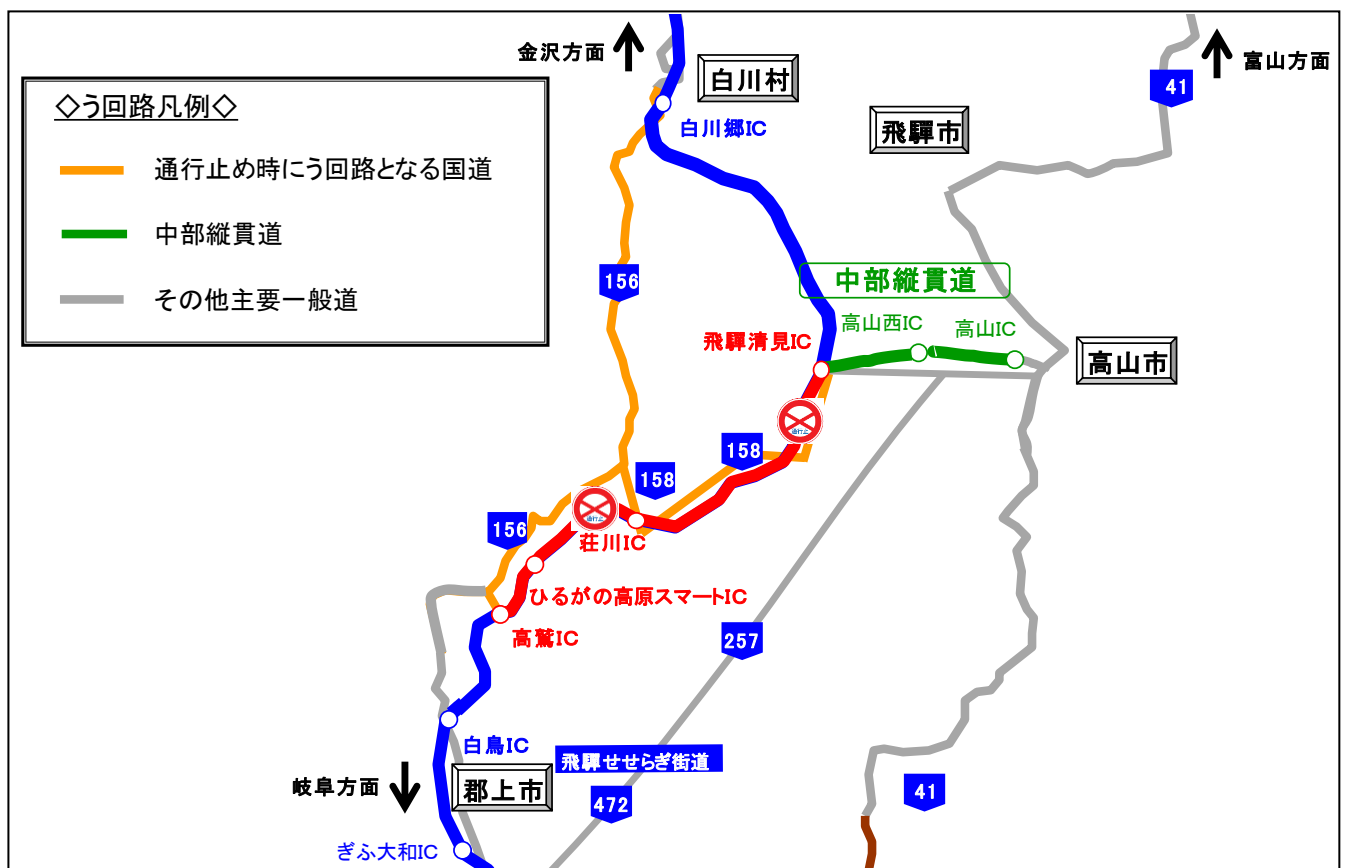 金沢方面
白川村
富山方面
41
◇う回路凡例◇
通行止め時にう回路となる国道
中部縦貫道
その他主要一般道
白川郷IC
飛騨市
156
中部縦貫道
高山西IC
高山IC
飛騨清見IC
高山市
通行止
158
158
通行止
156
荘川IC
ひるがの高原スマートIC
高鷲IC
257
白鳥IC
飛騨せせらぎ街道
岐阜方面
郡上市
472
41
ぎふ大和IC